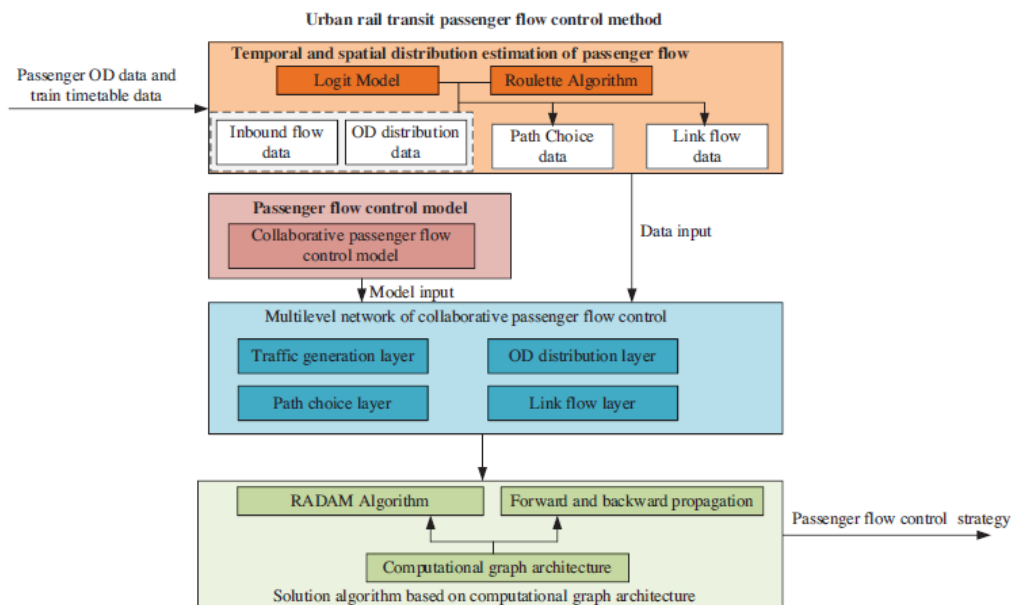 Urban rail transit passenger flow control method
Temporal and spatial distribution estimation of passenger flow
Passenger OD data and
train timetable data
Logit Model
Roulette Algorithm
Inbound flow
data
OD distribution
data
Path Choice
data
Link flow
data
Passenger flow control model
Collaborative passenger flow
control model
Data input
Model input
Multilevel network of collaborative passenger flow control
Traffic generation layer
OD distribution layer
Path choice layer
Link flow layer
RADAM Algorithm
Forward and backward propagation
Passenger flow control strategy
Computational graph architecture
Solution algorithm based on computational graph architecture